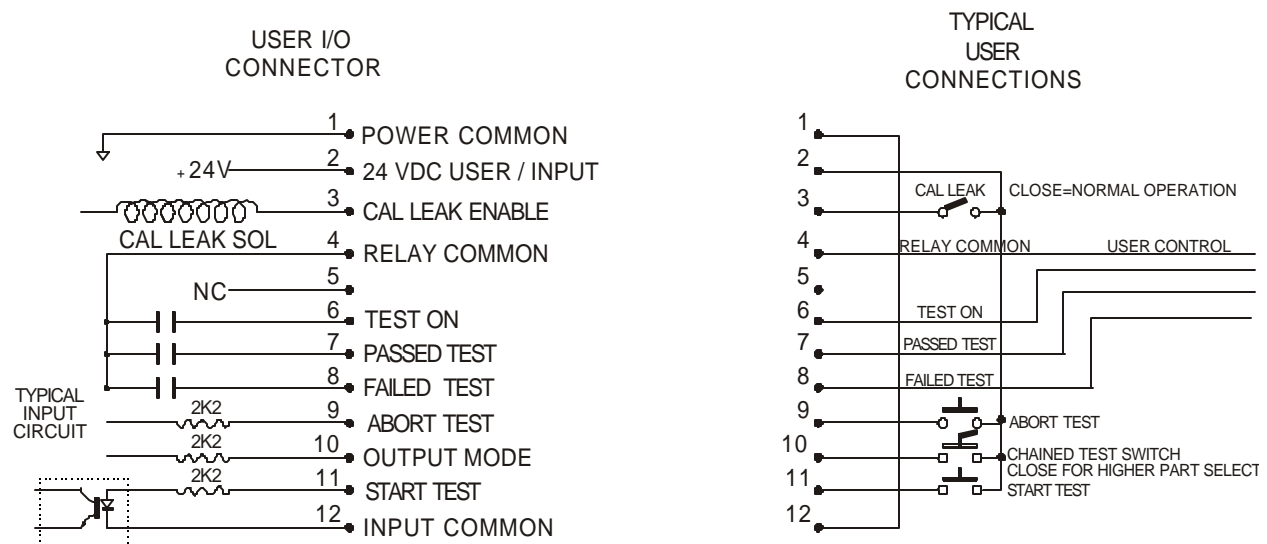 USER I/O
CONNECTOR
1
POWER COMMON
+24V
2
24 VDC USER / INPUT
3
CAL LEAK ENABLE
CAL LEAK SOL
4
RELAY COMMON
NC
5
6
TEST ON
7
PASSED TEST
8
FAILED TEST
TYPICAL
INPUT
CIRCUIT
2K2
9
ABORT TEST
2K2
10
OUTPUT MODE
2K2
11
START TEST
12
INPUT COMMON
TYPICAL
USER
CONNECTIONS
1
2
3
CAL LEAK
CLOSE=NORMAL OPERATION
4
RELAY COMMON
USER CONTROL
5
6
TEST ON
7
PASSED TEST
8
FAILED TEST
9
ABORT TEST
10
CHAINED TEST SWITCH
CLOSE FOR HIGHER PART SELECT
11
START TEST
12